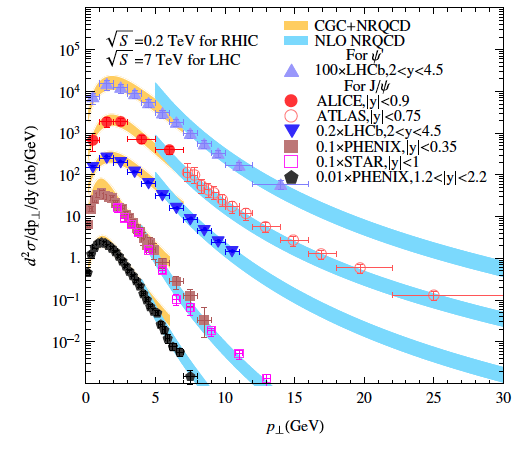 √S =0.2 TeV for RHIC
√S =7 TeV for LHC
CGC+NRQCD
NLO NRQCD
For ψ′
100×LHCb,2<y<4.5
For J/ψ
ALICE,|y|<0.9
ATLAS,|y|<0.75
0.2×LHCb,2<y<4.5
0.1×PHENIX,|y|<0.35
0.1×STAR,|y|<1
0.01×PHENIX,1.2<|y|<2.2
d²σ/dp⊥/dy (nb/GeV)
10⁵
10⁴
10³
10²
10
1
10⁻¹
10⁻²
0 5 10 15 20 25 30
p⊥(GeV)